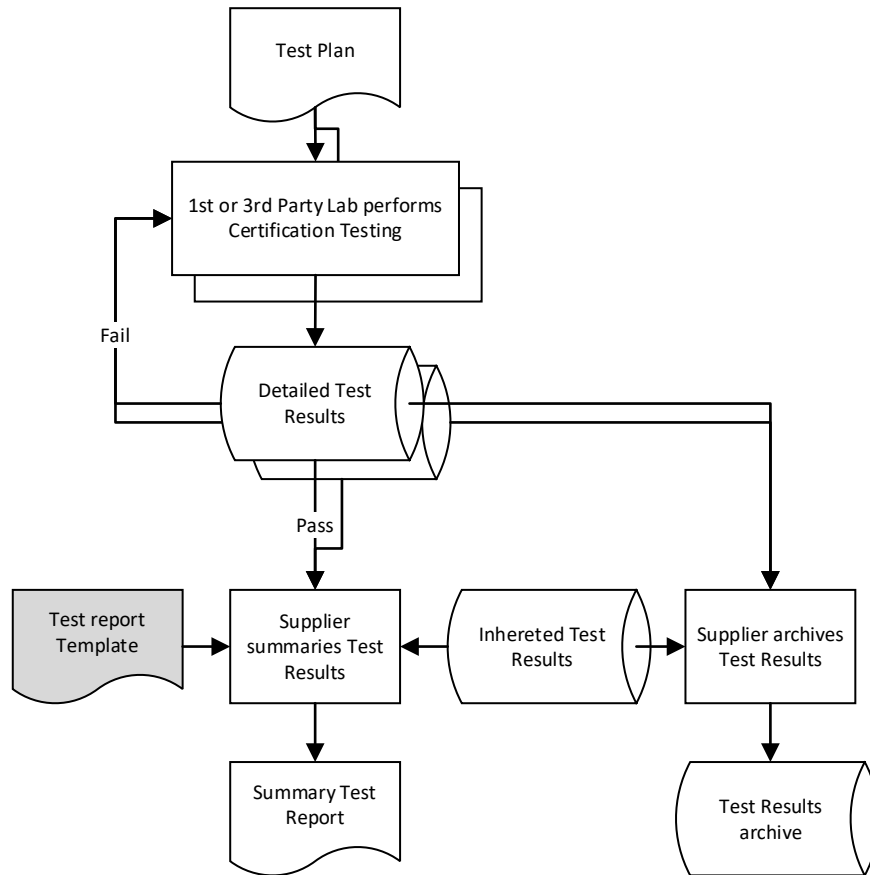 Test Plan
1st or 3rd Party Lab performs
Certification Testing
Fail
Detailed Test
Results
Pass
Test report
Template
Supplier
summaries Test
Results
Inhereted Test
Results
Supplier archives
Test Results
Summary Test
Report
Test Results
archive